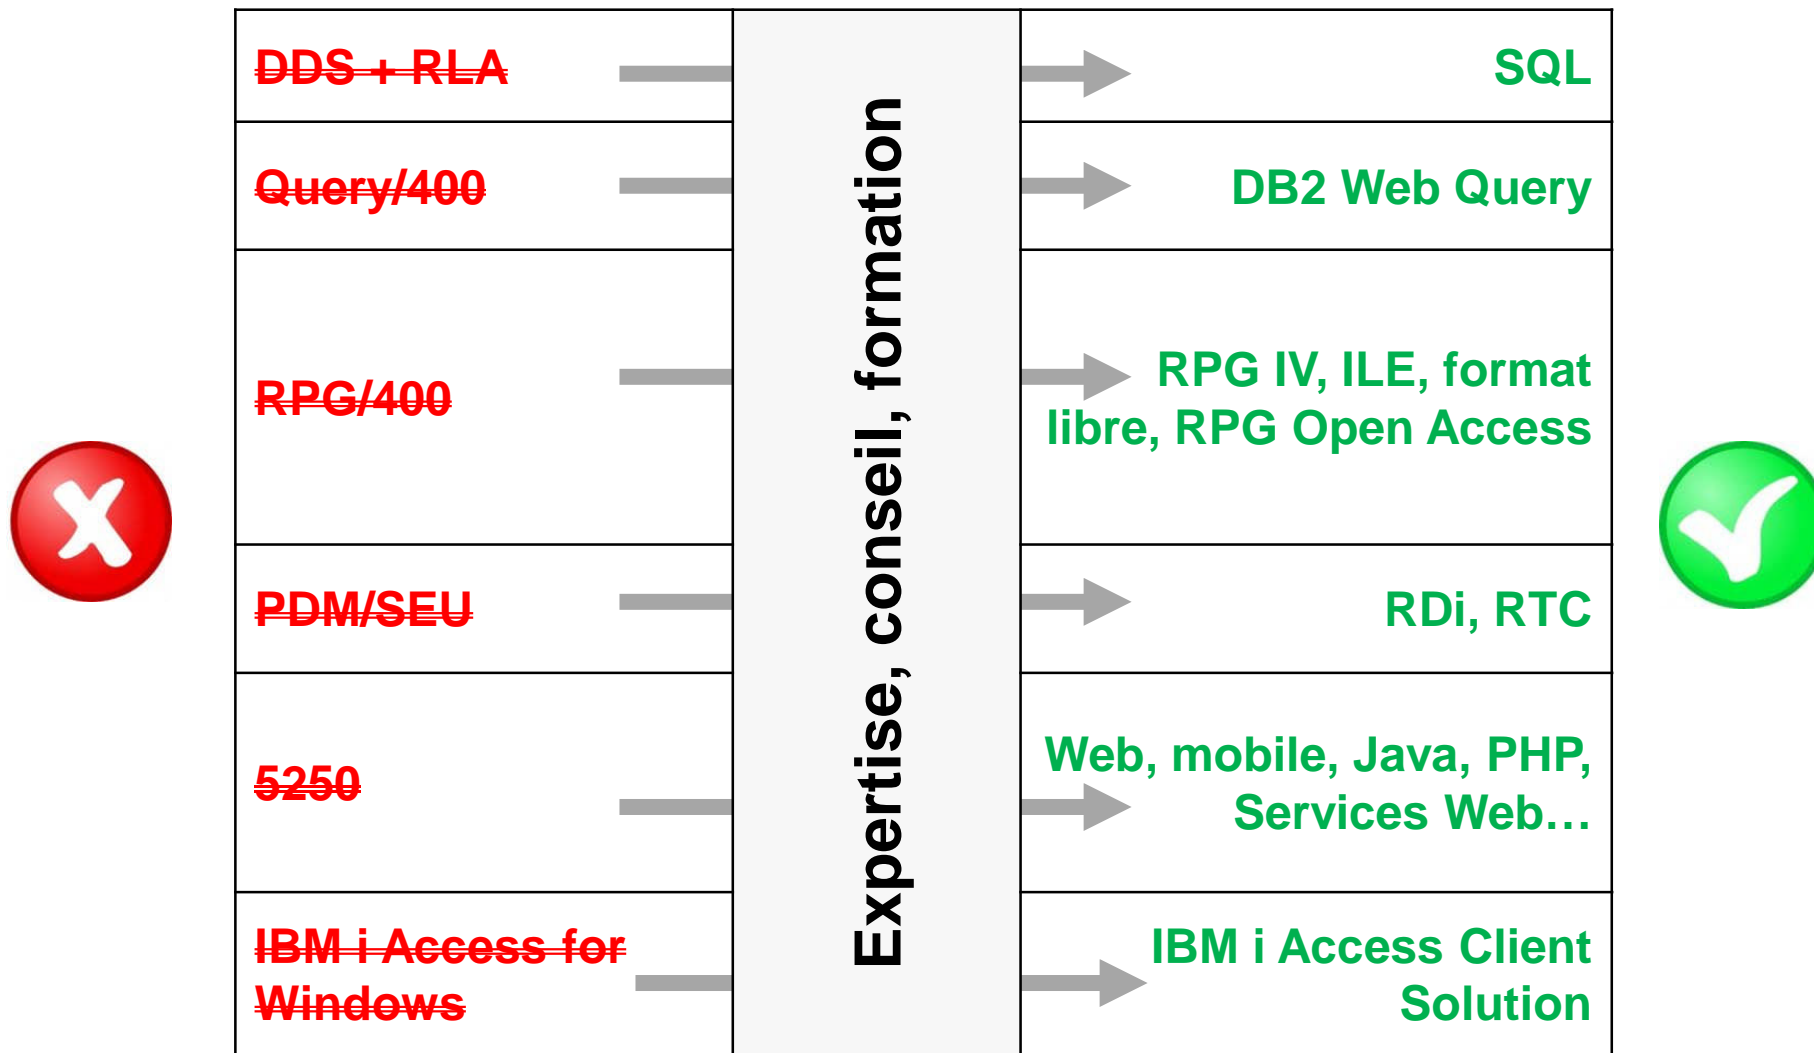 DDS + RLA
SQL
Query/400
DB2 Web Query
RPG/400
RPG IV, ILE, format
libre, RPG Open Access
PDM/SEU
RDi, RTC
5250
Web, mobile, Java, PHP,
Services Web…
IBM i Access for
Windows
IBM i Access Client
Solution
Expertise, conseil, formation